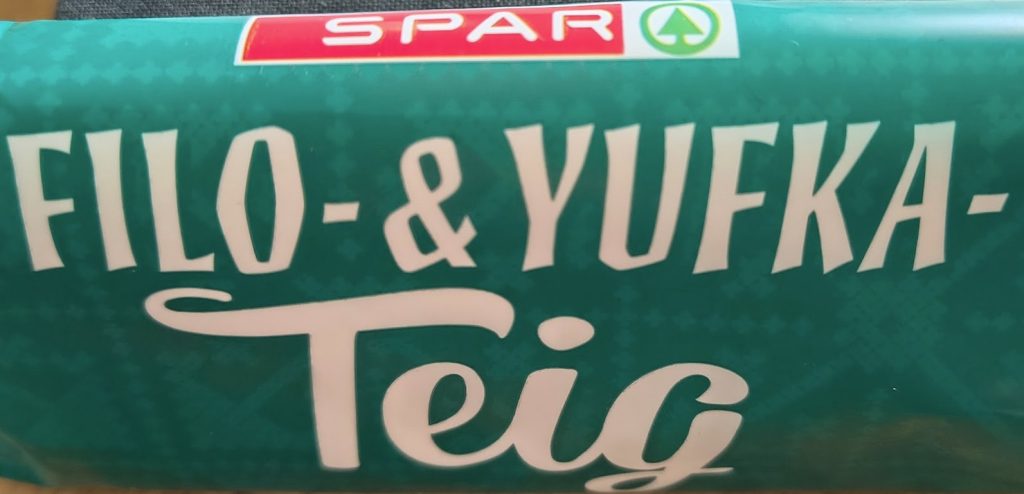 SPAR
FILO- & YUFKA-
Teig